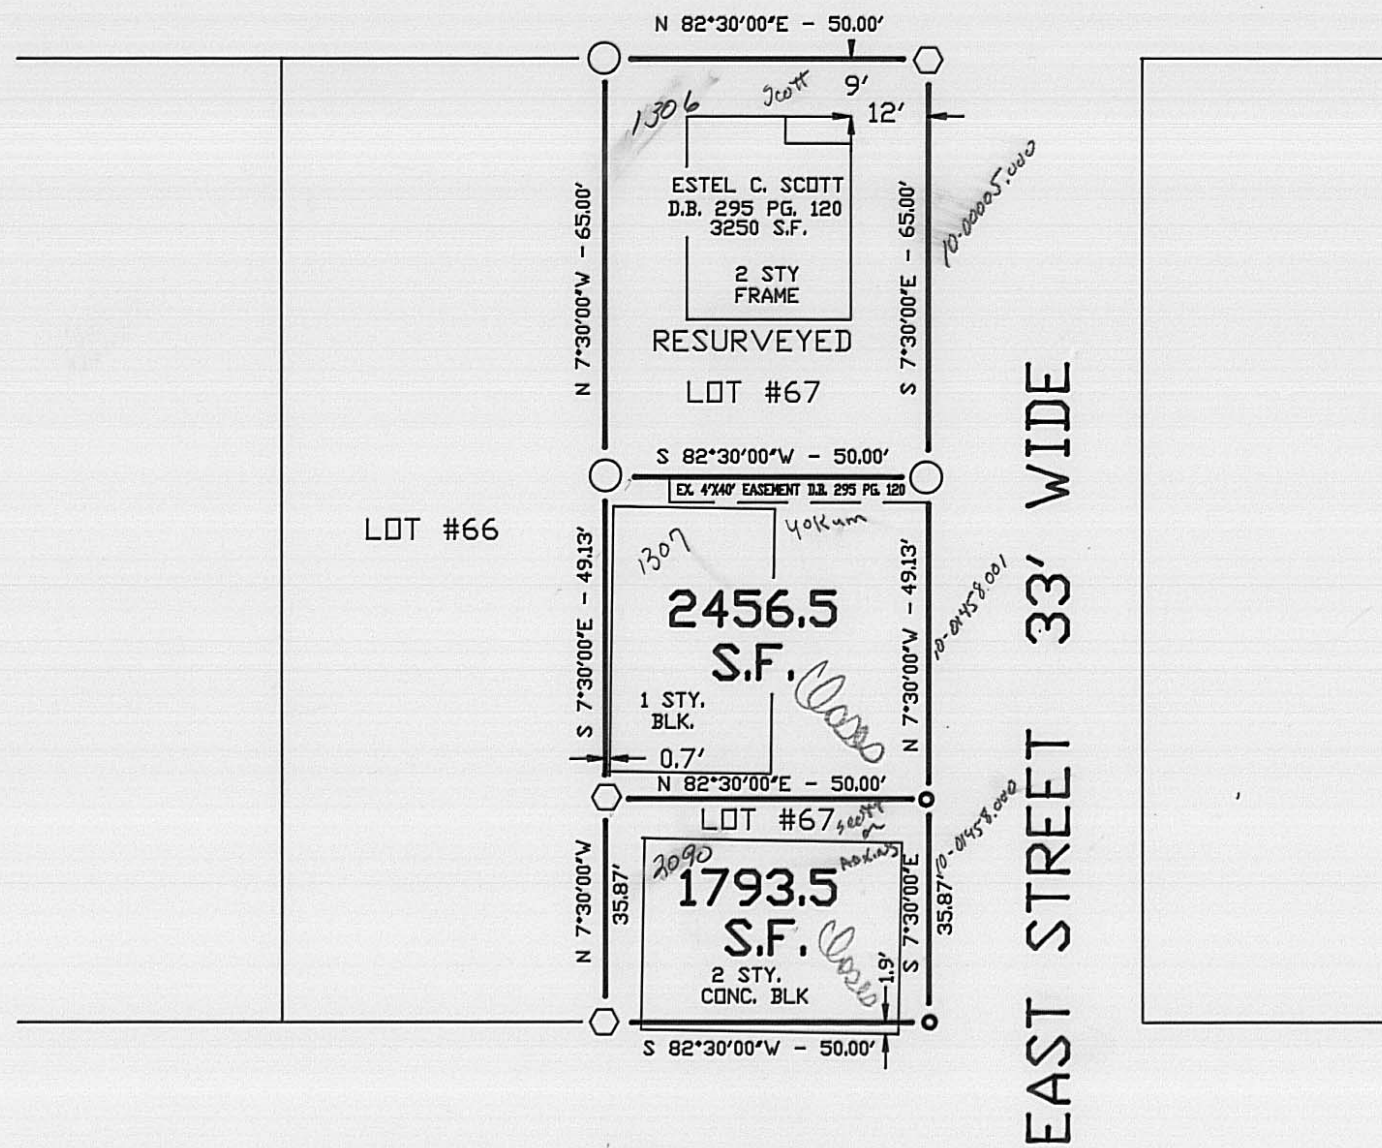 N 82°30'00"E - 50.00'
1306
Scott
9'
12'
ESTEL C. SCOTT
D.B. 295 PG. 120
3250 S.F.
2 STY
FRAME
N 7°30'00"W - 65.00'
S 7°30'00"E - 65.00'
10-00005.000
RESURVEYED
LOT #67
S 82°30'00"W - 50.00'
EX. 4'X40' EASEMENT D.B. 295 PG. 120
LOT #66
1307
Yokum
2456.5
S.F.
Closes
1 STY.
BLK.
S 7°30'00"E - 49.13'
N 7°30'00"W - 49.13'
10-01458.001
0.7'
N 82°30'00"E - 50.00'
LOT #67
2090
Adkins
1793.5
S.F.
Closes
2 STY.
CONC. BLK
N 7°30'00"W
35.87'
S 7°30'00"E
35.87'
10-01458.000
1.9'
S 82°30'00"W - 50.00'
EAST STREET 33' WIDE